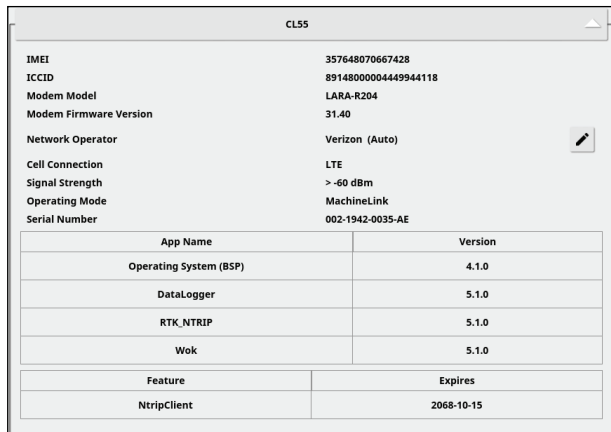 CL55
IMEI 357648070667428
ICCID 89148000004449944118
Modem Model LARA-R204
Modem Firmware Version 31.40
Network Operator Verizon (Auto)
Cell Connection LTE
Signal Strength > -60 dBm
Operating Mode MachineLink
Serial Number 002-1942-0035-AE
App Name Version
Operating System (BSP) 4.1.0
DataLogger 5.1.0
RTK_NTRIP 5.1.0
Wok 5.1.0
Feature Expires
NtripClient 2068-10-15